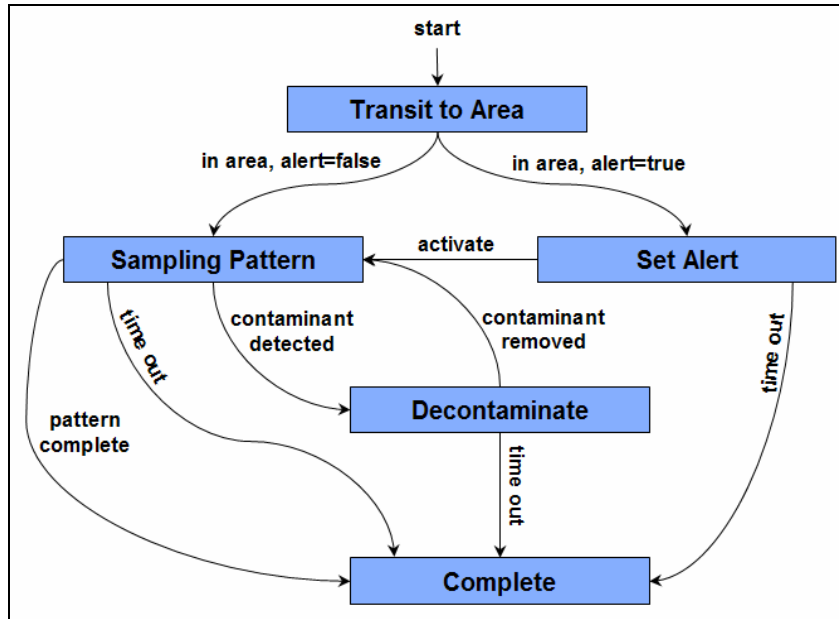 start
Transit to Area
in area, alert=false
in area, alert=true
Sampling Pattern
activate
Set Alert
time out
contaminant
detected
contaminant
removed
time out
pattern
complete
Decontaminate
time out
Complete